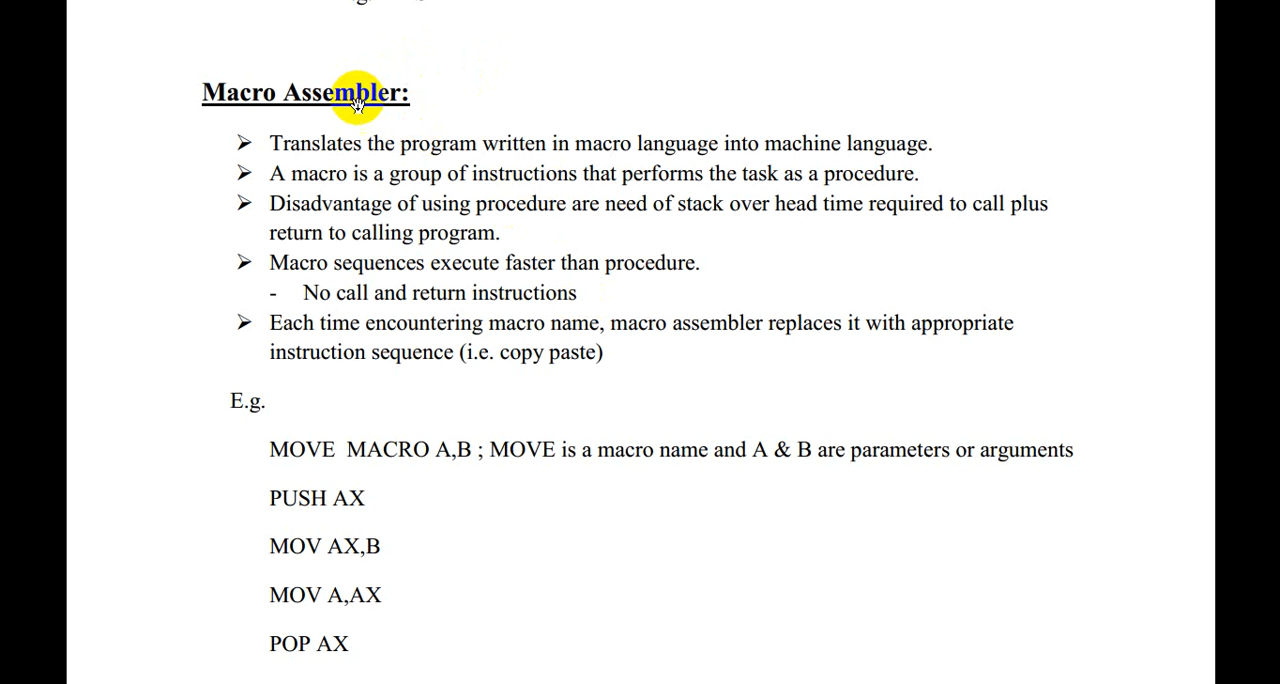 Macro Assembler:
➢ Translates the program written in macro language into machine language.
➢ A macro is a group of instructions that performs the task as a procedure.
➢ Disadvantage of using procedure are need of stack over head time required to call plus
return to calling program.
➢ Macro sequences execute faster than procedure.
- No call and return instructions
➢ Each time encountering macro name, macro assembler replaces it with appropriate
instruction sequence (i.e. copy paste)
E.g.
MOVE MACRO A,B ; MOVE is a macro name and A & B are parameters or arguments
PUSH AX
MOV AX,B
MOV A,AX
POP AX